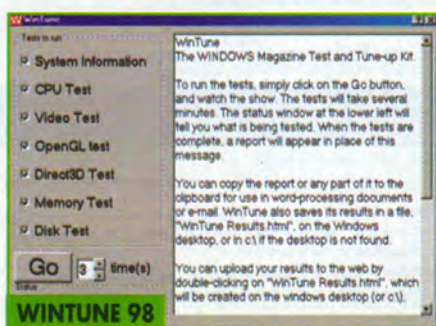 WinTune
Tests to run
System Information
CPU Test
Video Test
OpenGL test
Direct3D Test
Memory Test
Disk Test
Go 3 time(s)
Status
WINTUNE 98
WinTune
The WINDOWS Magazine Test and Tune-up Kit.
To run the tests, simply click on the Go button,
and watch the show. The tests will take several
minutes. The status window at the lower left will
tell you what is being tested. When the tests are
complete, a report will appear in place of this
message.
You can copy the report or any part of it to the
clipboard for use in word-processing documents
or e-mail. WinTune also saves its results in a file,
"WinTune Results.html", on the Windows
desktop, or in c:\ if the desktop is not found.
You can upload your results to the web by
double-clicking on "WinTune Results.html", which
will be created on the windows desktop (or c:\).